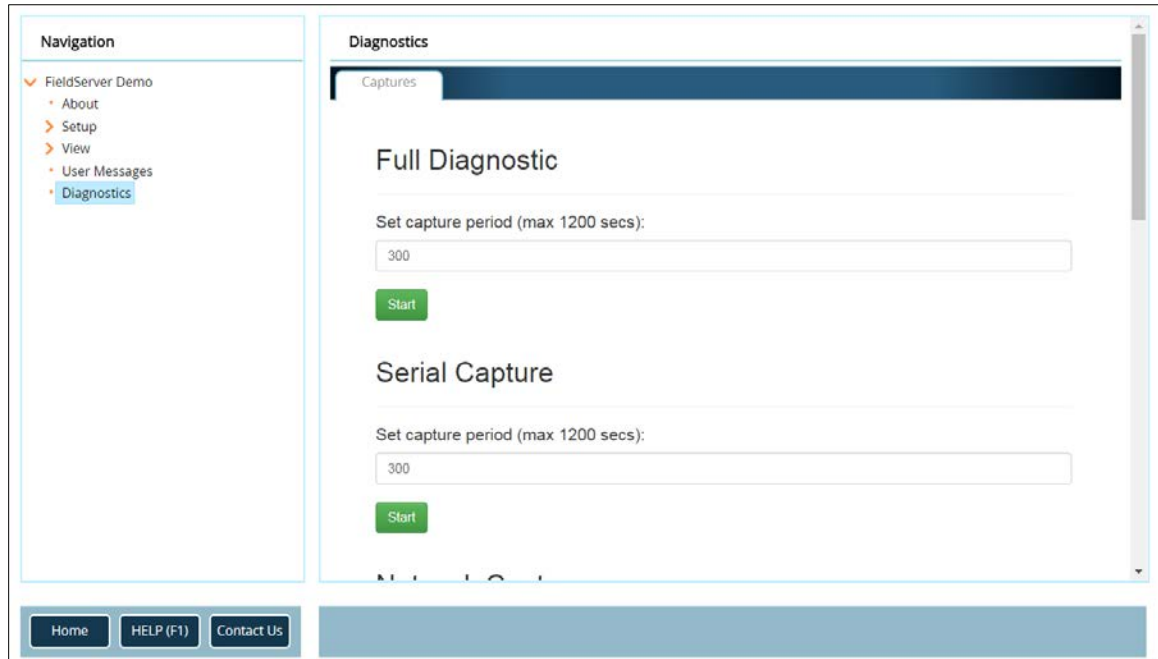 Navigation
FieldServer Demo
About
Setup
View
User Messages
Diagnostics
Diagnostics
Captures
Full Diagnostic
Set capture period (max 1200 secs):
300
Start
Serial Capture
Set capture period (max 1200 secs):
300
Start
Home
HELP (F1)
Contact Us